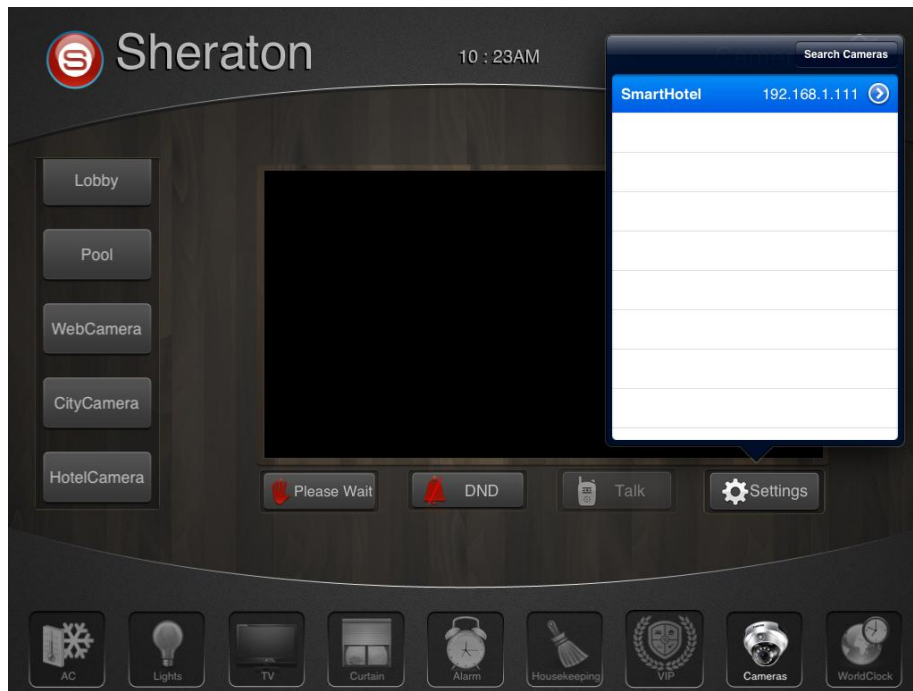 S Sheraton
10 : 23AM
Search Cameras
SmartHotel 192.168.1.111
Lobby
Pool
WebCamera
CityCamera
HotelCamera
Please Wait
DND
Talk
Settings
AC
Lights
TV
Curtain
Alarm
Housekeeping
VIP
Cameras
WorldClock